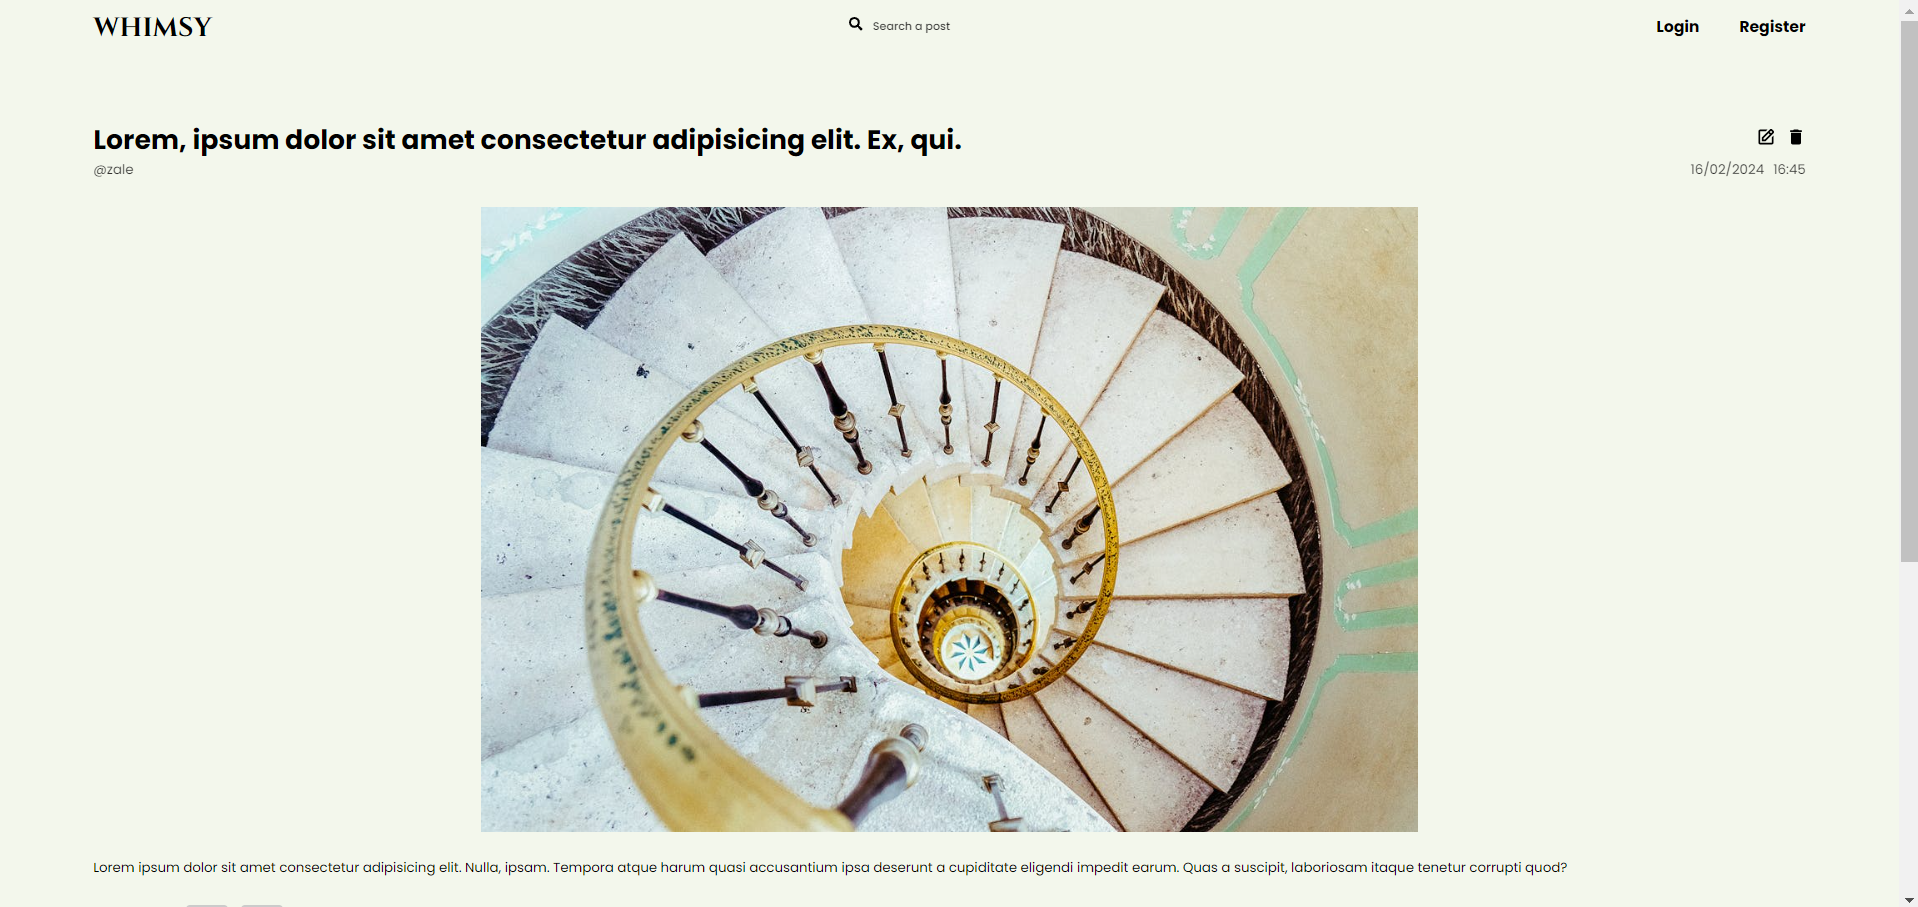 WHIMSY
Search a post
Login
Register
Lorem, ipsum dolor sit amet consectetur adipisicing elit. Ex, qui.
@zale
16/02/2024 16:45
Lorem ipsum dolor sit amet consectetur adipisicing elit. Nulla, ipsam. Tempora atque harum quasi accusantium ipsa deserunt a cupiditate eligendi impedit earum. Quas a suscipit, laboriosam itaque tenetur corrupti quod?